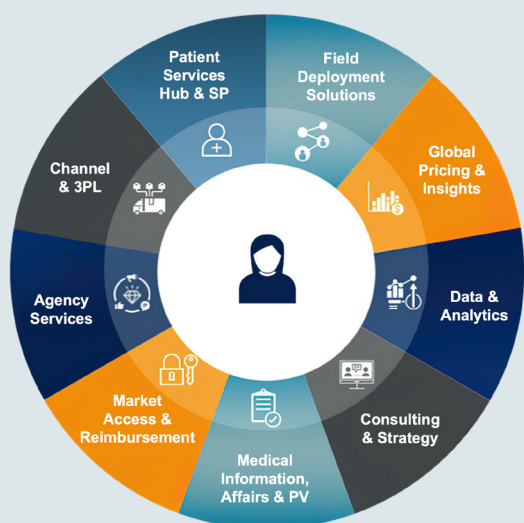 Patient
Services
Hub & SP
Field
Deployment
Solutions
Global
Pricing &
Insights
Data &
Analytics
Consulting
& Strategy
Medical
Information,
Affairs & PV
Market
Access &
Reimbursement
Agency
Services
Channel
& 3PL